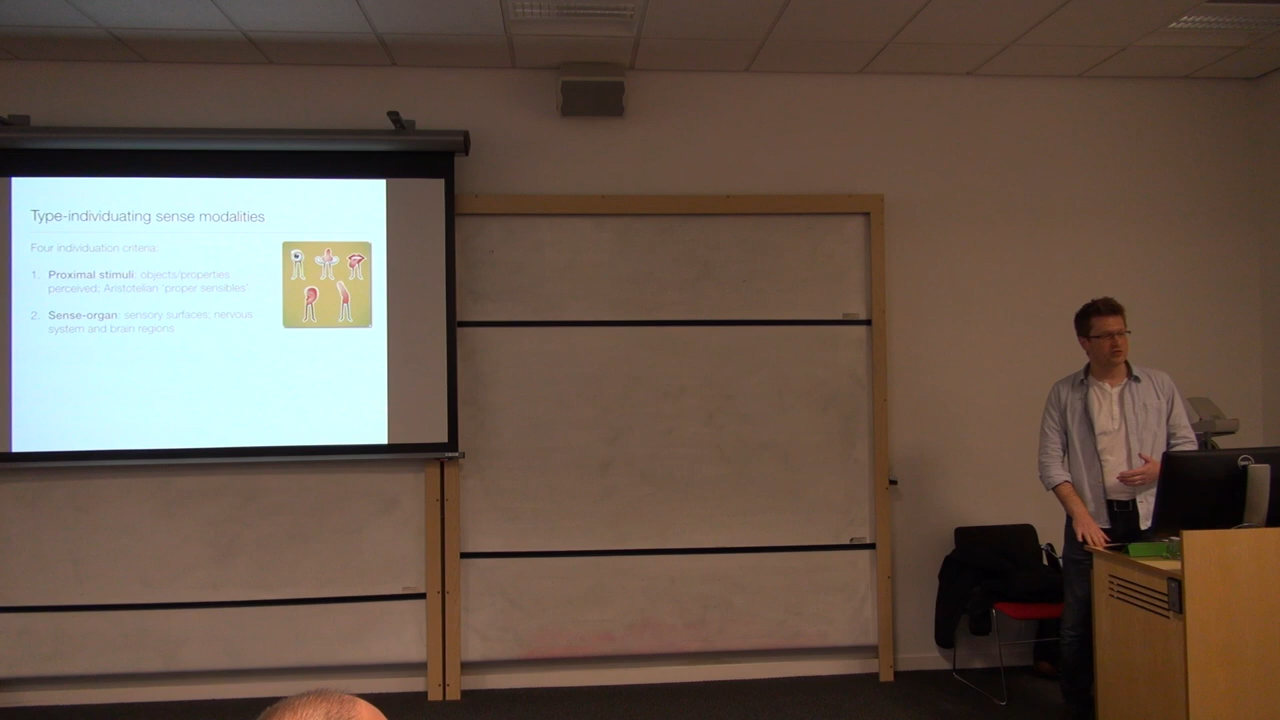 Type-individuating sense modalities
Four individuation criteria:
1. Proximal stimuli: objects/properties
perceived; Aristotelian 'proper sensibles'
2. Sense-organ: sensory surfaces; nervous
system and brain regions
DELL